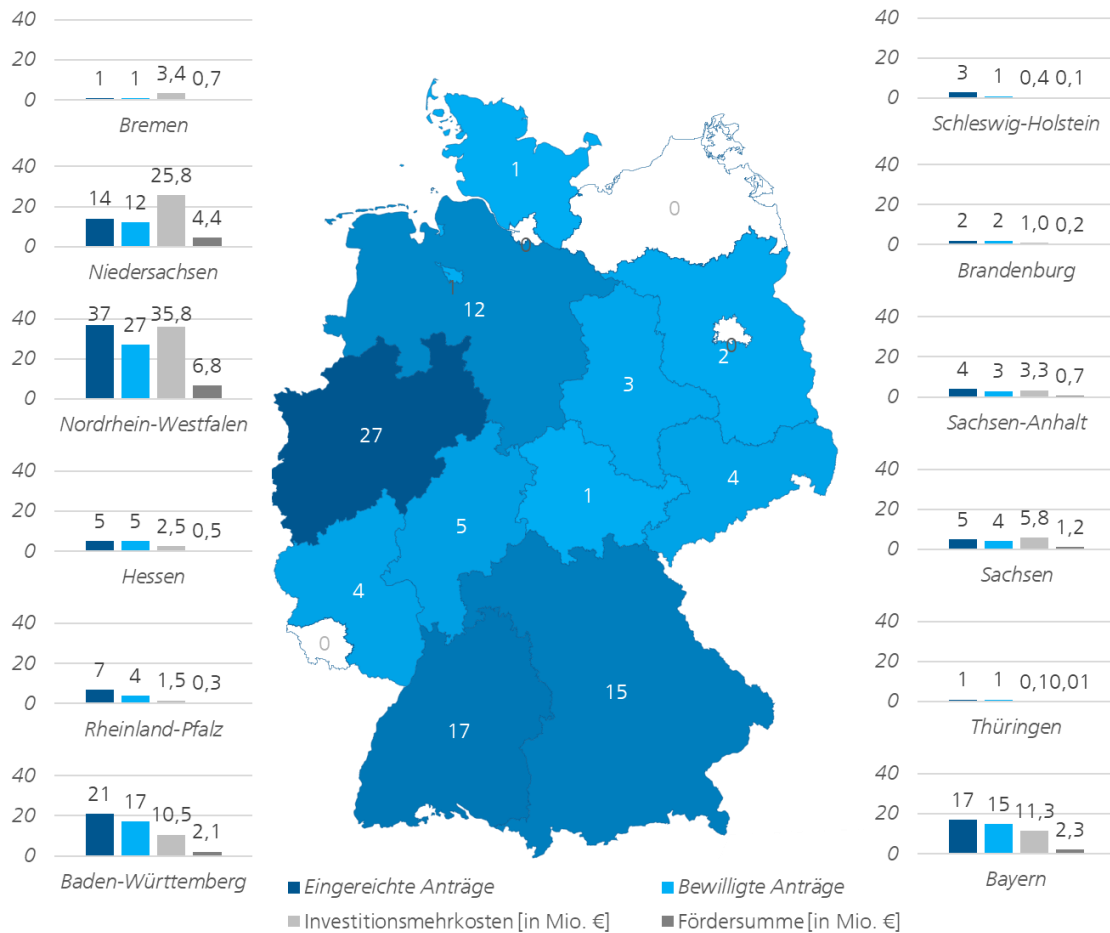 40
20
0
1 1 3,4 0,7
Bremen
40
20
0
14 12 25,8 4,4
Niedersachsen
40
20
0
37 27 35,8 6,8
Nordrhein-Westfalen
40
20
0
5 5 2,5 0,5
Hessen
40
20
0
7 4 1,5 0,3
Rheinland-Pfalz
40
20
0
21 17 10,5 2,1
Baden-Württemberg
1
0
0
1
12
2
0
3
27
4
1
5
4
0
15
17
40
20
0
3 1 0,4 0,1
Schleswig-Holstein
40
20
0
2 2 1,0 0,2
Brandenburg
40
20
0
4 3 3,3 0,7
Sachsen-Anhalt
40
20
0
5 4 5,8 1,2
Sachsen
40
20
0
1 1 0,1 0,01
Thüringen
40
20
0
17 15 11,3 2,3
Bayern
Eingereichte Anträge
Bewilligte Anträge
Investitionsmehrkosten [in Mio. €]
Fördersumme [in Mio. €]